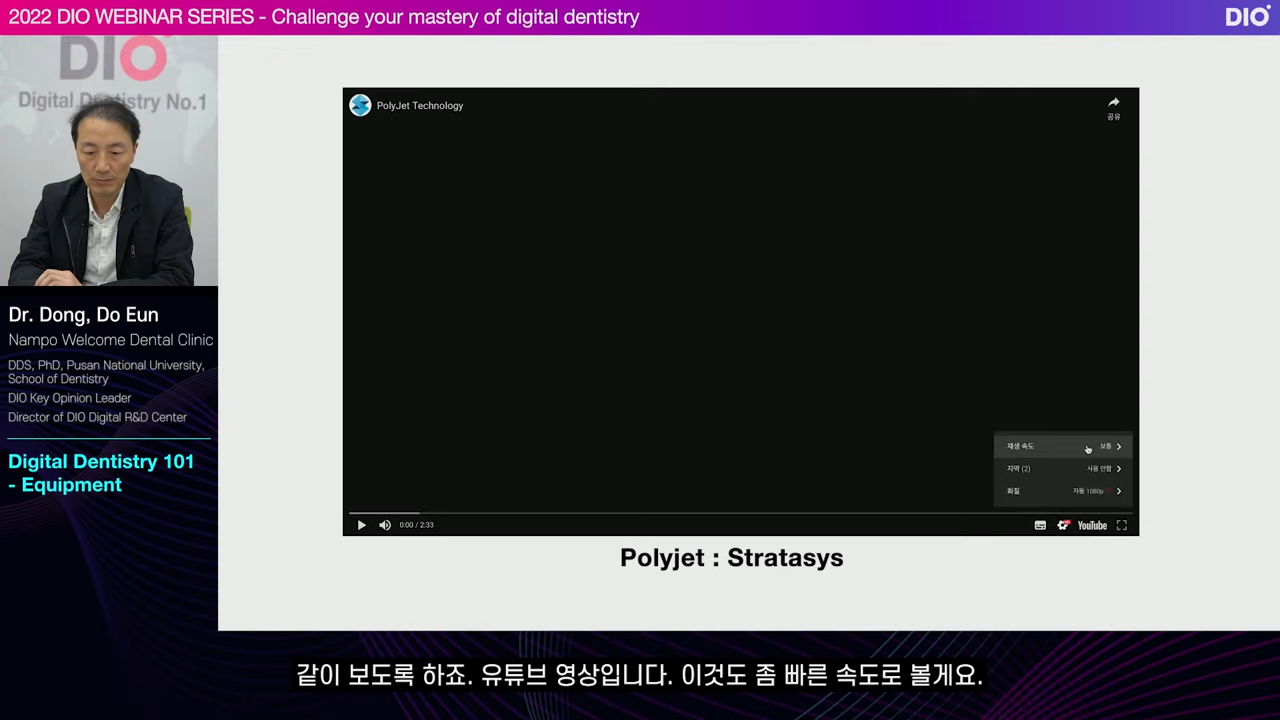 2022 DIO WEBINAR SERIES - Challenge your mastery of digital dentistry
DIO
DIO
Digital Dentistry No.1
Dr. Dong, Do Eun
Nampo Welcome Dental Clinic
DDS, PhD, Pusan National University,
School of Dentistry
DIO Key Opinion Leader
Director of DIO Digital R&D Center
Digital Dentistry 101
- Equipment
PolyJet Technology
공유
재생 속도 보통
자막 (2) 사용 안함
화질 자동 1080p
0:00 / 2:33
YouTube
Polyjet : Stratasys
같이 보도록 하죠. 유튜브 영상입니다. 이것도 좀 빠른 속도로 볼게요.